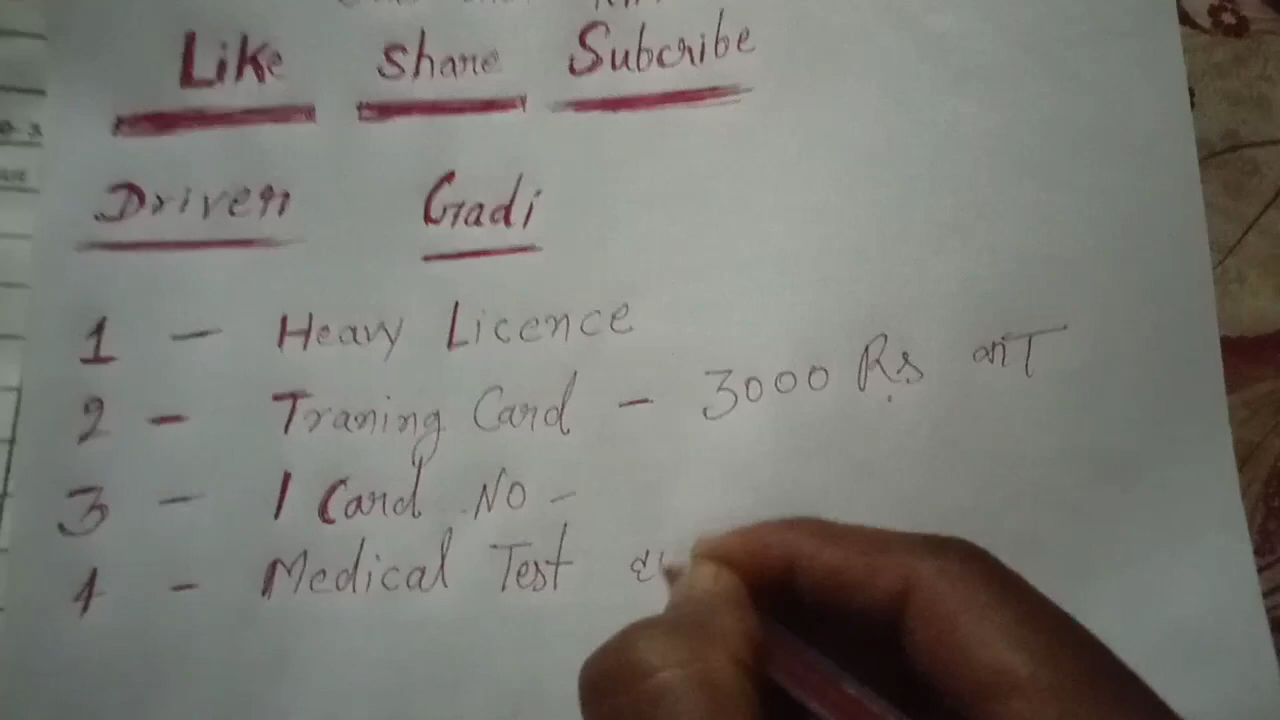 Like Share Subcribe
Driver Gadi
1 - Heavy Licence
2 - Traning Card - 3000 Rs का
3 - I Card NO -
4 - Medical Test